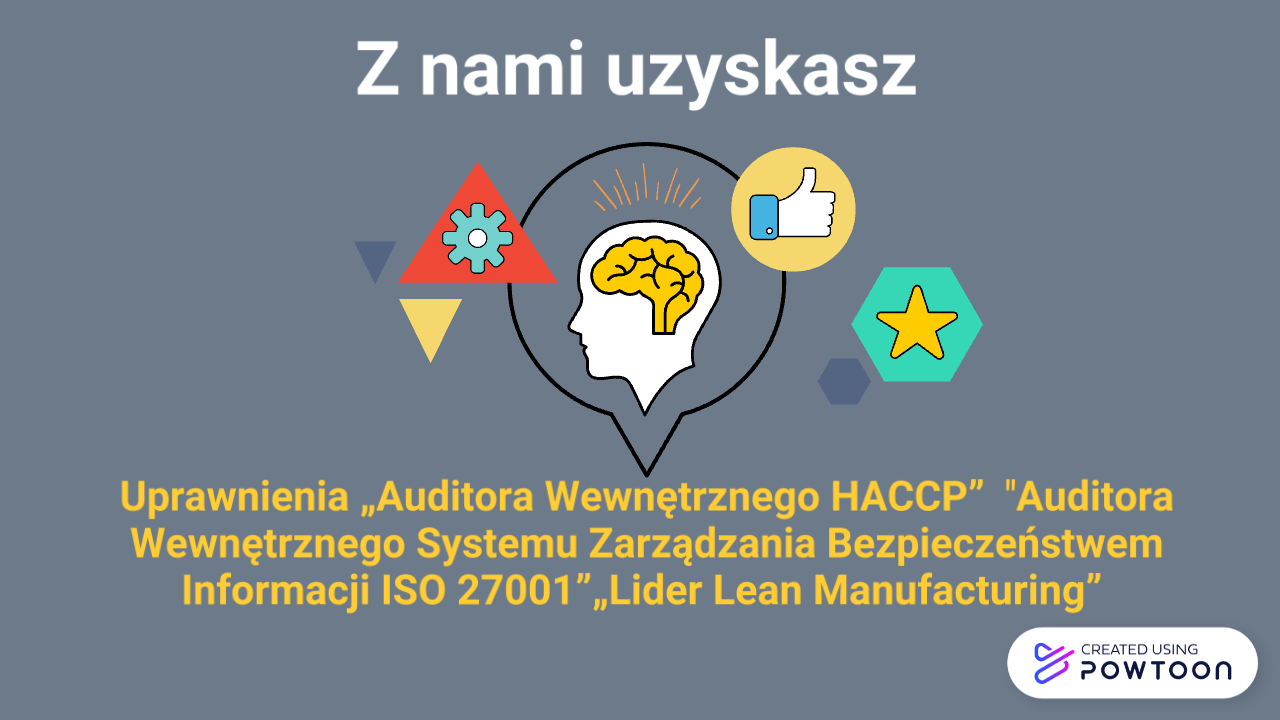 Z nami uzyskasz
Uprawnienia „Auditora Wewnętrznego HACCP” "Auditora
Wewnętrznego Systemu Zarządzania Bezpieczeństwem
Informacji ISO 27001”„Lider Lean Manufacturing”
CREATED USING
POWTOON